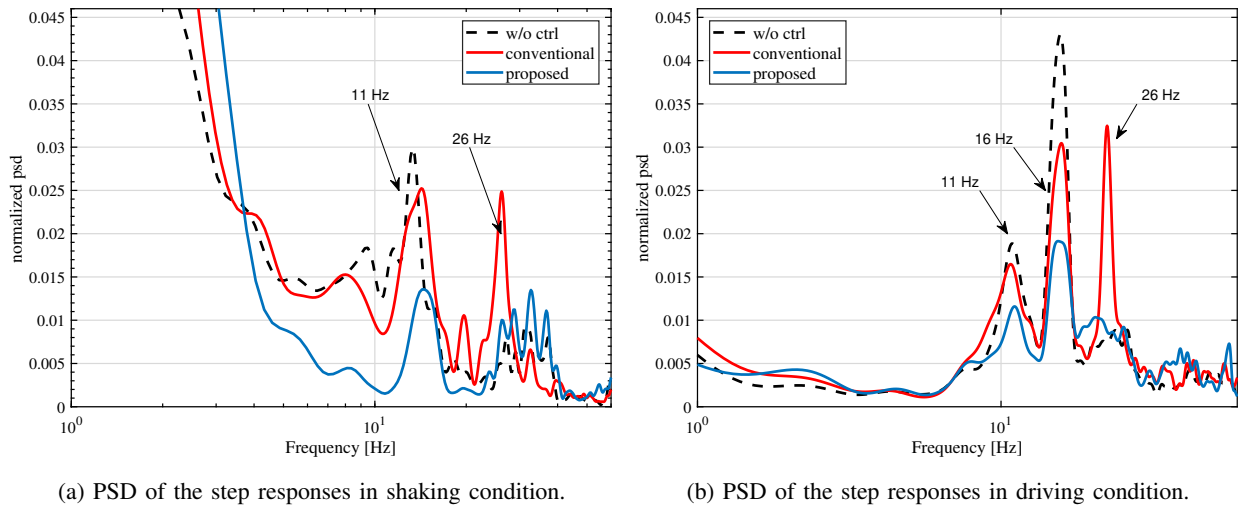 0.045
0.04
0.035
0.03
0.025
0.02
0.015
0.01
0.005
0
normalized psd
w/o ctrl
conventional
proposed
11 Hz
26 Hz
10^0
10^1
Frequency [Hz]
(a) PSD of the step responses in shaking condition.
0.045
0.04
0.035
0.03
0.025
0.02
0.015
0.01
0.005
0
normalized psd
w/o ctrl
conventional
proposed
26 Hz
16 Hz
11 Hz
10^0
10^1
Frequency [Hz]
(b) PSD of the step responses in driving condition.